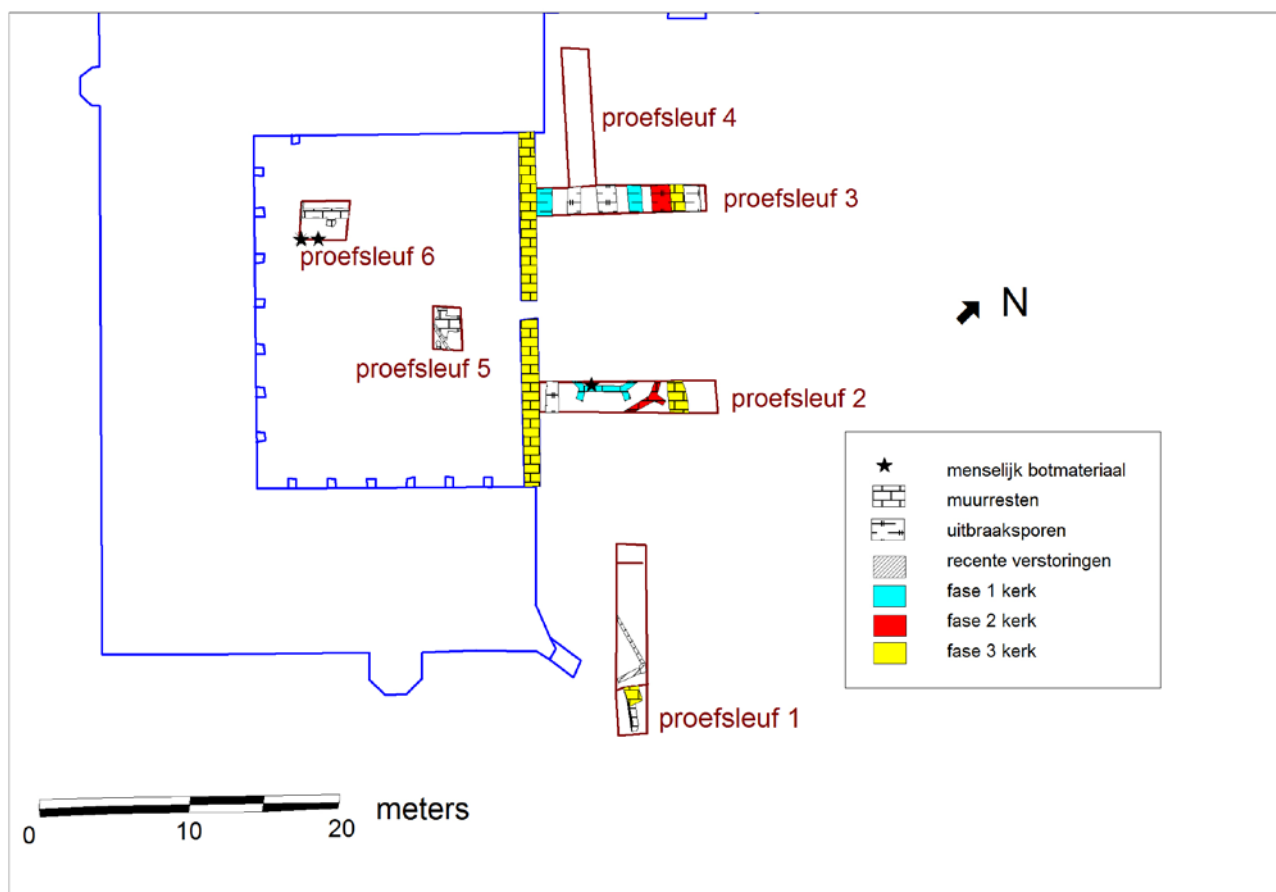 proefsleuf 4
proefsleuf 3
proefsleuf 6
N
proefsleuf 5
proefsleuf 2
menselijk botmateriaal
muurresten
uitbraaksporen
recente verstoringen
fase 1 kerk
fase 2 kerk
fase 3 kerk
proefsleuf 1
meters
0 10 20